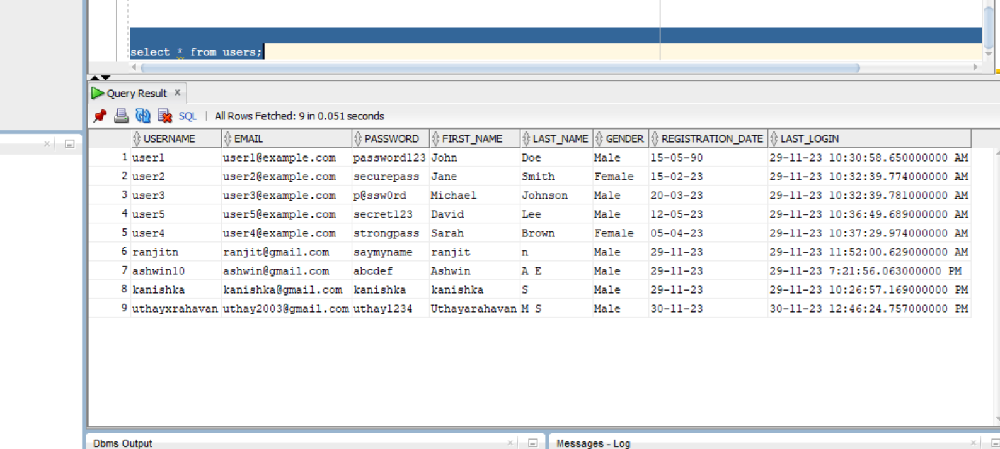 select * from users;
Query Result x
SQL | All Rows Fetched: 9 in 0.051 seconds
USERNAME EMAIL PASSWORD FIRST_NAME LAST_NAME GENDER REGISTRATION_DATE LAST_LOGIN
1 user1 user1@example.com password123 John Doe Male 15-05-90 29-11-23 10:30:58.650000000 AM
2 user2 user2@example.com securepass Jane Smith Female 15-02-23 29-11-23 10:32:39.774000000 AM
3 user3 user3@example.com p@ssw0rd Michael Johnson Male 20-03-23 29-11-23 10:32:39.781000000 AM
4 user5 user5@example.com secret123 David Lee Male 12-05-23 29-11-23 10:36:49.689000000 AM
5 user4 user4@example.com strongpass Sarah Brown Female 05-04-23 29-11-23 10:37:29.974000000 AM
6 ranjitn ranjit@gmail.com saymyname ranjit n Male 29-11-23 29-11-23 11:52:00.629000000 AM
7 ashwin10 ashwin@gmail.com abcdef Ashwin A E Male 29-11-23 29-11-23 7:21:56.063000000 PM
8 kanishka kanishka@gmail.com kanishka kanishka S Male 29-11-23 29-11-23 10:26:57.169000000 PM
9 uthayxrahavan uthay2003@gmail.com uthay1234 Uthayarahavan M S Male 30-11-23 30-11-23 12:46:24.757000000 PM
Dbms Output
Messages - Log